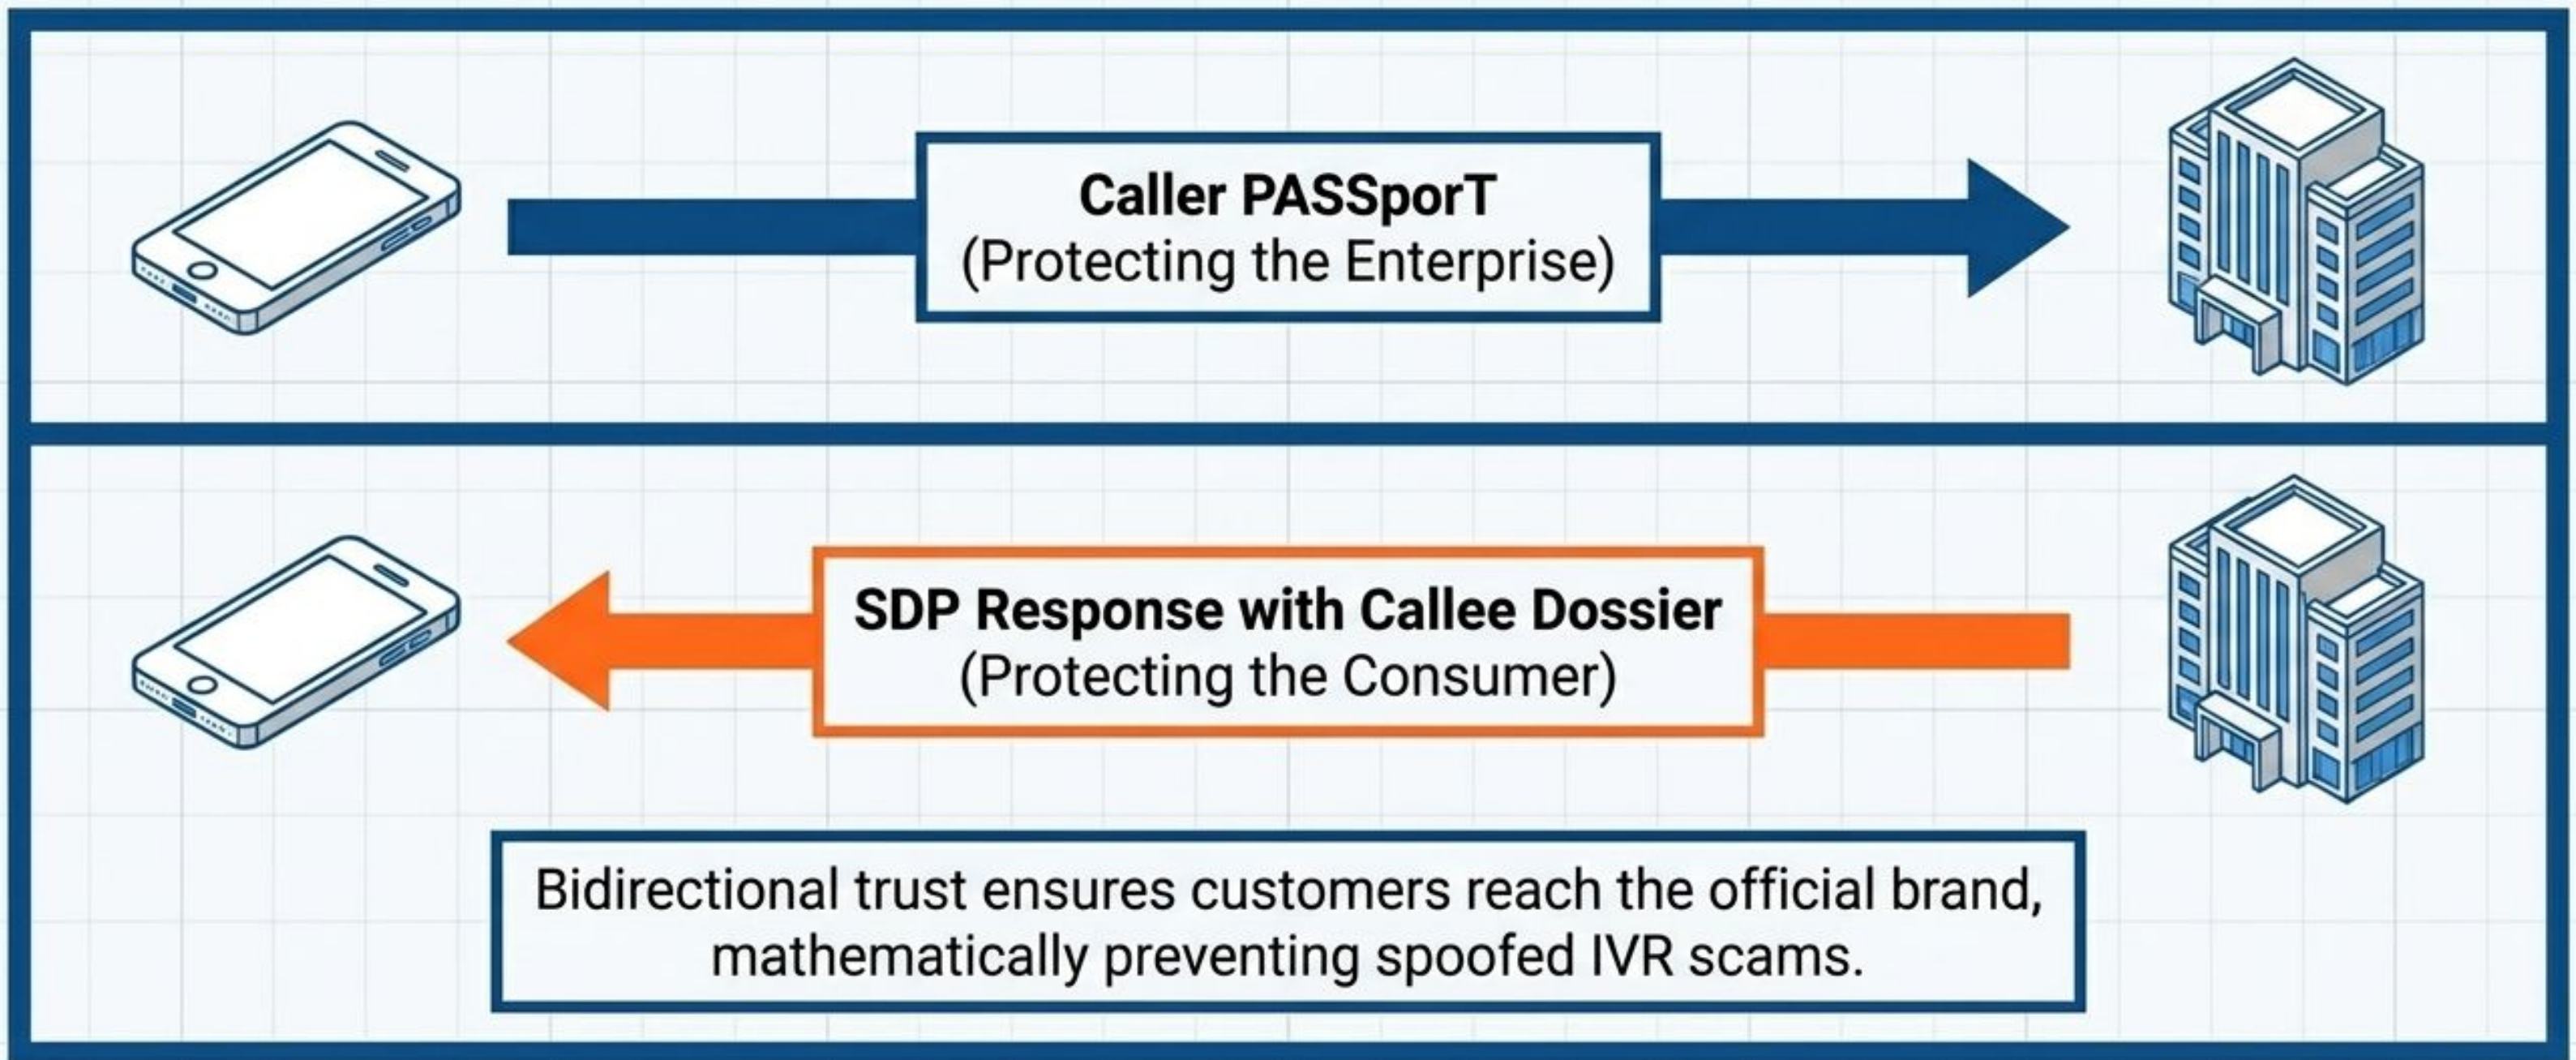 Caller PASSporT
(Protecting the Enterprise)
SDP Response with Callee Dossier
(Protecting the Consumer)
Bidirectional trust ensures customers reach the official brand,
mathematically preventing spoofed IVR scams.